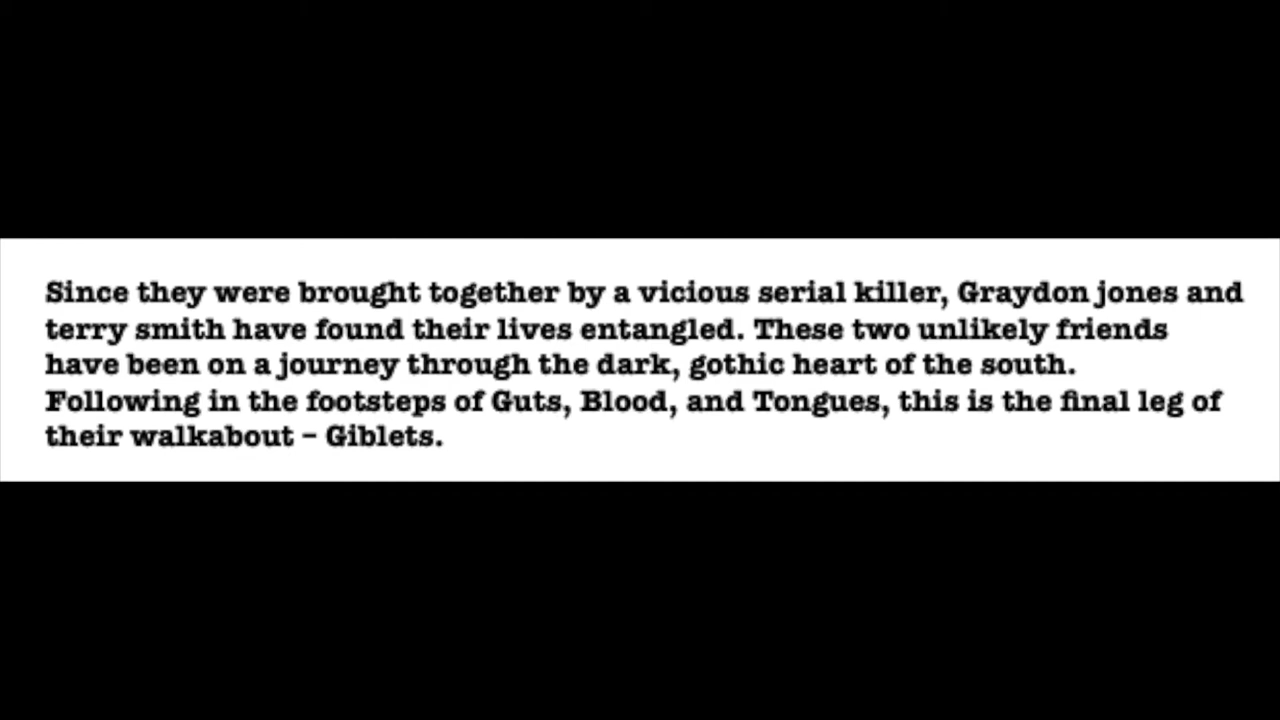 Since they were brought together by a vicious serial killer, Graydon jones and
terry smith have found their lives entangled. These two unlikely friends
have been on a journey through the dark, gothic heart of the south.
Following in the footsteps of Guts, Blood, and Tongues, this is the final leg of
their walkabout – Giblets.